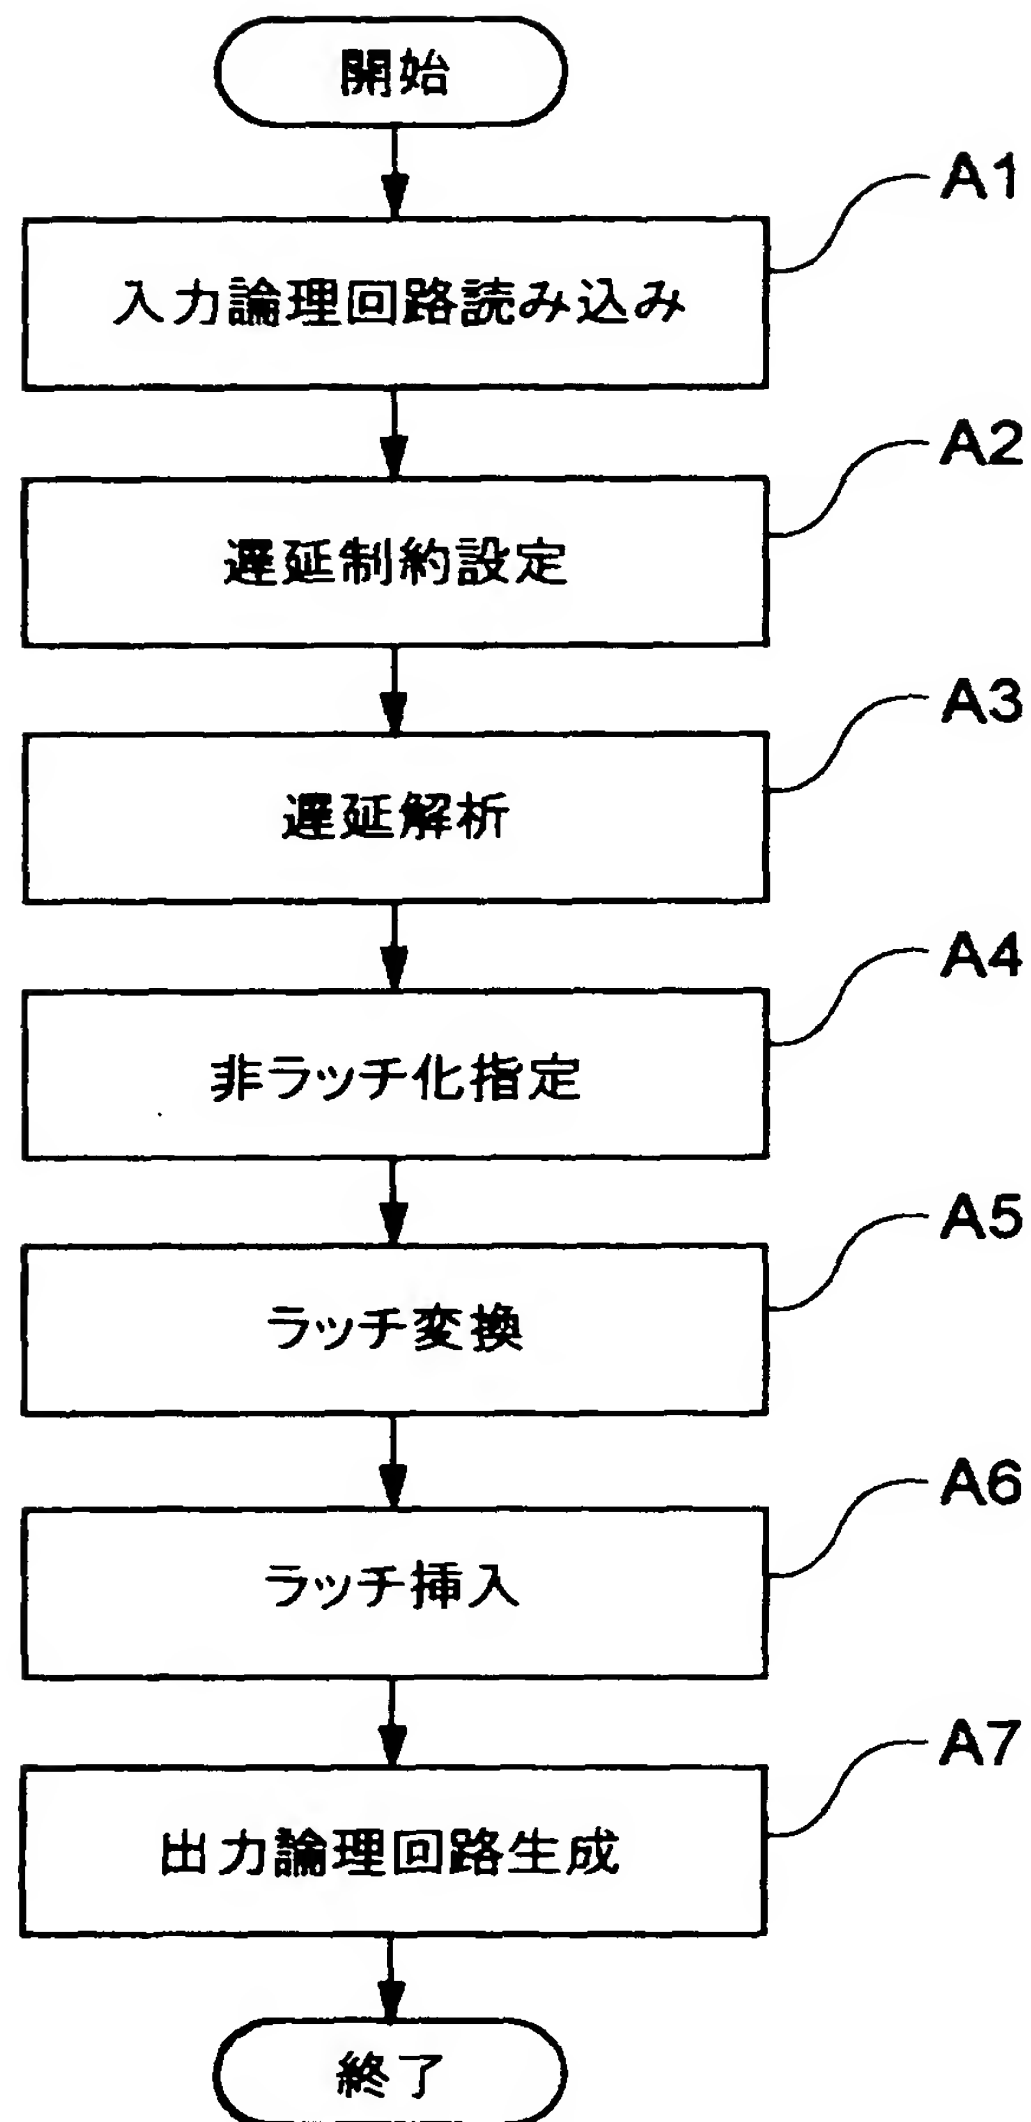 開始
A1
入力論理回路読み込み
A2
遅延制約設定
A3
遅延解析
A4
非ラッチ化指定
A5
ラッチ変換
A6
ラッチ挿入
A7
出力論理回路生成
終了